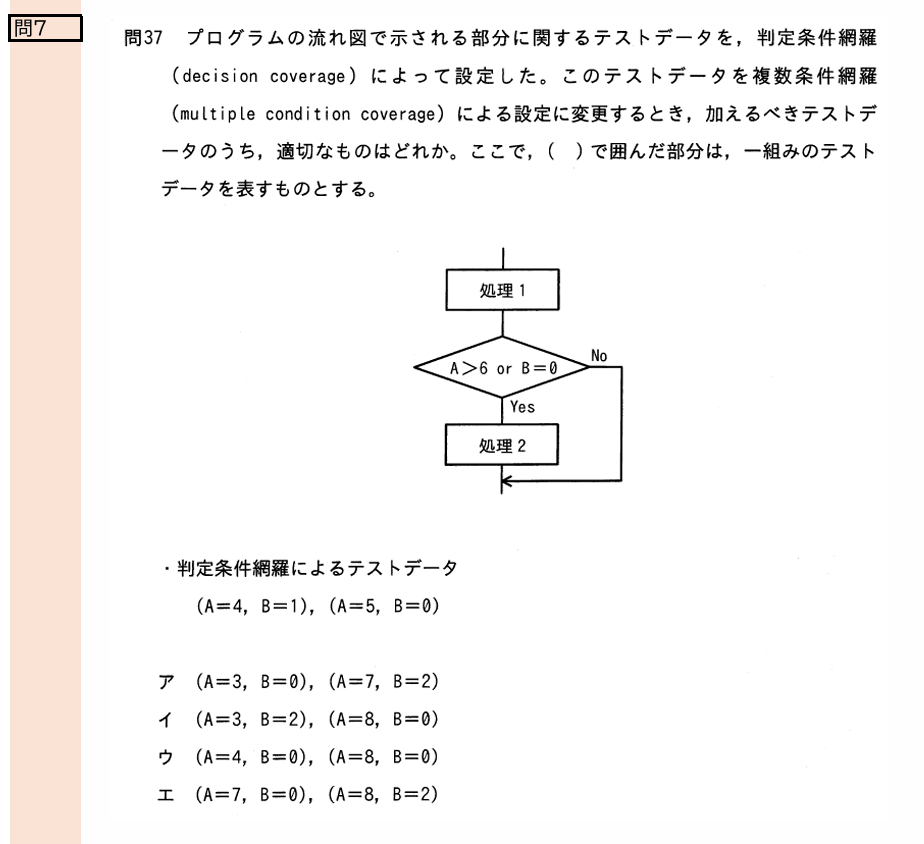 問7
問37 プログラムの流れ図で示される部分に関するテストデータを，判定条件網羅
（decision coverage）によって設定した。このテストデータを複数条件網羅
（multiple condition coverage）による設定に変更するとき，加えるべきテストデ
ータのうち，適切なものはどれか。ここで，（ ）で囲んだ部分は，一組みのテスト
データを表すものとする。
処理1
A＞6 or B＝0
No
Yes
処理2
・判定条件網羅によるテストデータ
（A＝4, B＝1），（A＝5, B＝0）
ア （A＝3, B＝0），（A＝7, B＝2）
イ （A＝3, B＝2），（A＝8, B＝0）
ウ （A＝4, B＝0），（A＝8, B＝0）
エ （A＝7, B＝0），（A＝8, B＝2）